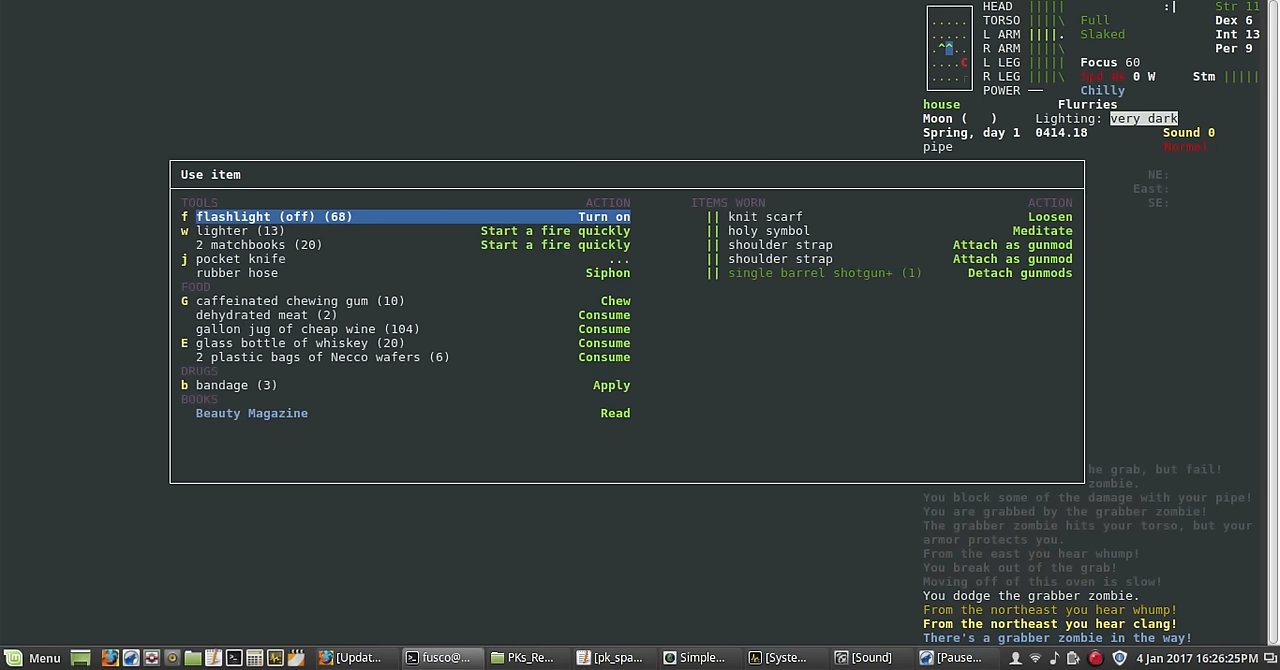 HEAD ||||| :| Str 11
TORSO ||||\ Full Dex 6
L ARM ||||. Slaked Int 13
R ARM ||||\ Per 9
L LEG ||||| Focus 60
R LEG ||||\ 0 W Stm |||||
POWER — Chilly
house Flurries
Moon ( ) Lighting: very dark
Spring, day 1 0414.18 Sound 0
pipe Normal
NE:
East:
SE:
Use item
TOOLS ACTION
f flashlight (off) (68) Turn on
w lighter (13) Start a fire quickly
2 matchbooks (20) Start a fire quickly
j pocket knife ...
rubber hose Siphon
FOOD
G caffeinated chewing gum (10) Chew
dehydrated meat (2) Consume
gallon jug of cheap wine (104) Consume
E glass bottle of whiskey (20) Consume
2 plastic bags of Necco wafers (6) Consume
DRUGS
b bandage (3) Apply
BOOKS
Beauty Magazine Read
ITEMS WORN ACTION
|| knit scarf Loosen
|| holy symbol Meditate
|| shoulder strap Attach as gunmod
|| shoulder strap Attach as gunmod
|| single barrel shotgun+ (1) Detach gunmods
he grab, but fail!
zombie.
You block some of the damage with your pipe!
You are grabbed by the grabber zombie!
The grabber zombie hits your torso, but your
armor protects you.
From the east you hear whump!
You break out of the grab!
Moving off of this oven is slow!
You dodge the grabber zombie.
From the northeast you hear whump!
From the northeast you hear clang!
There's a grabber zombie in the way!
Menu [Updat... fusco@... PKs_Re... [pk_spa... Simple... [Syste... [Sound] [Pause... 4 Jan 2017 16:26:25PM